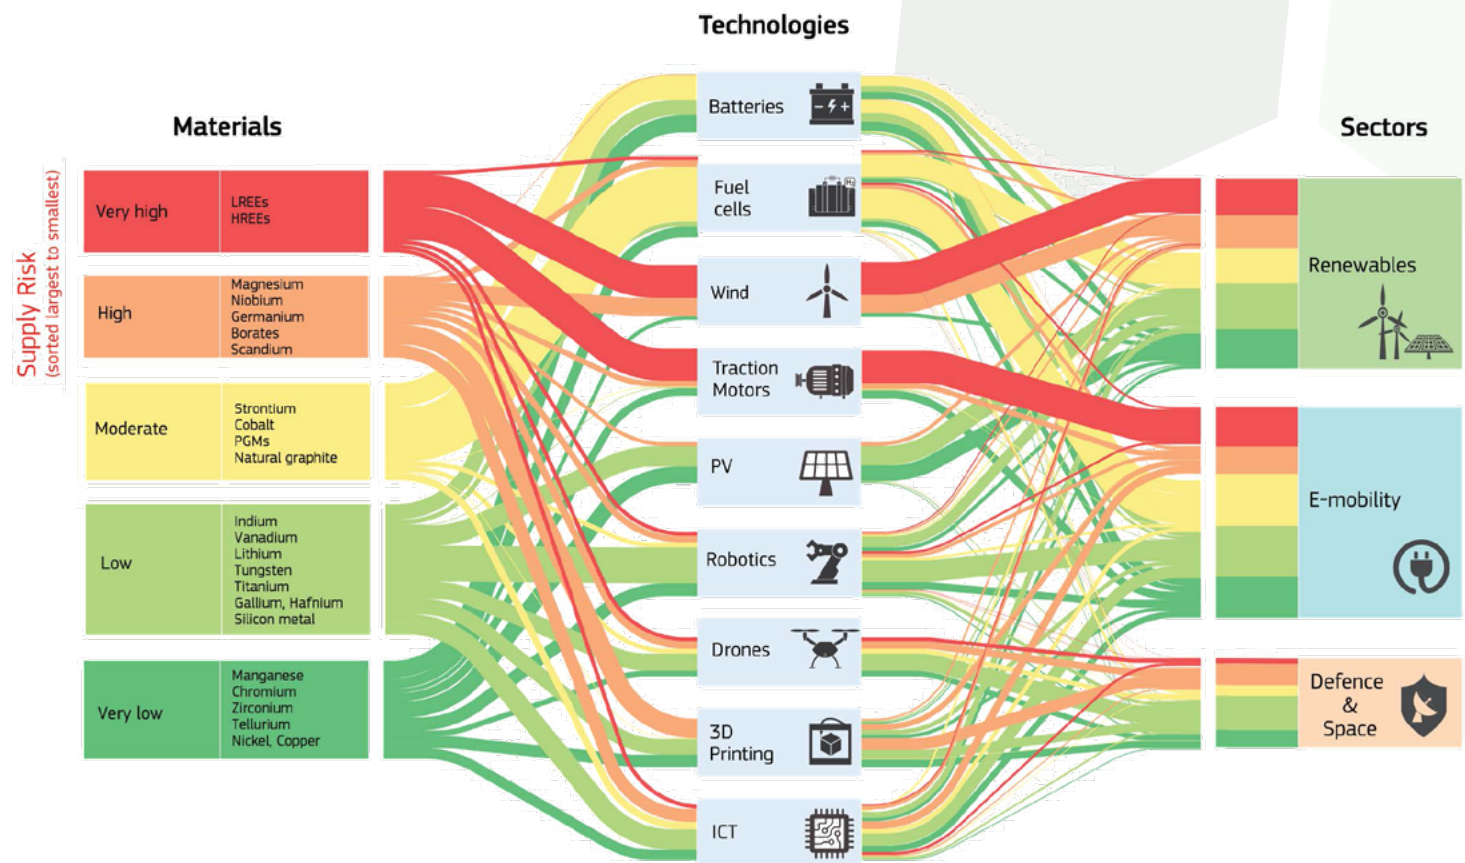 Technologies
Materials
Sectors
Supply Risk
(sorted largest to smallest)
Very high
LREEs
HREEs
High
Magnesium
Niobium
Germanium
Borates
Scandium
Moderate
Strontium
Cobalt
PGMs
Natural graphite
Low
Indium
Vanadium
Lithium
Tungsten
Titanium
Gallium, Hafnium
Silicon metal
Very low
Manganese
Chromium
Zirconium
Tellurium
Nickel, Copper
Batteries
Fuel
cells
H₂
Wind
Traction
Motors
PV
Robotics
Drones
3D
Printing
ICT
Renewables
E-mobility
Defence
&
Space